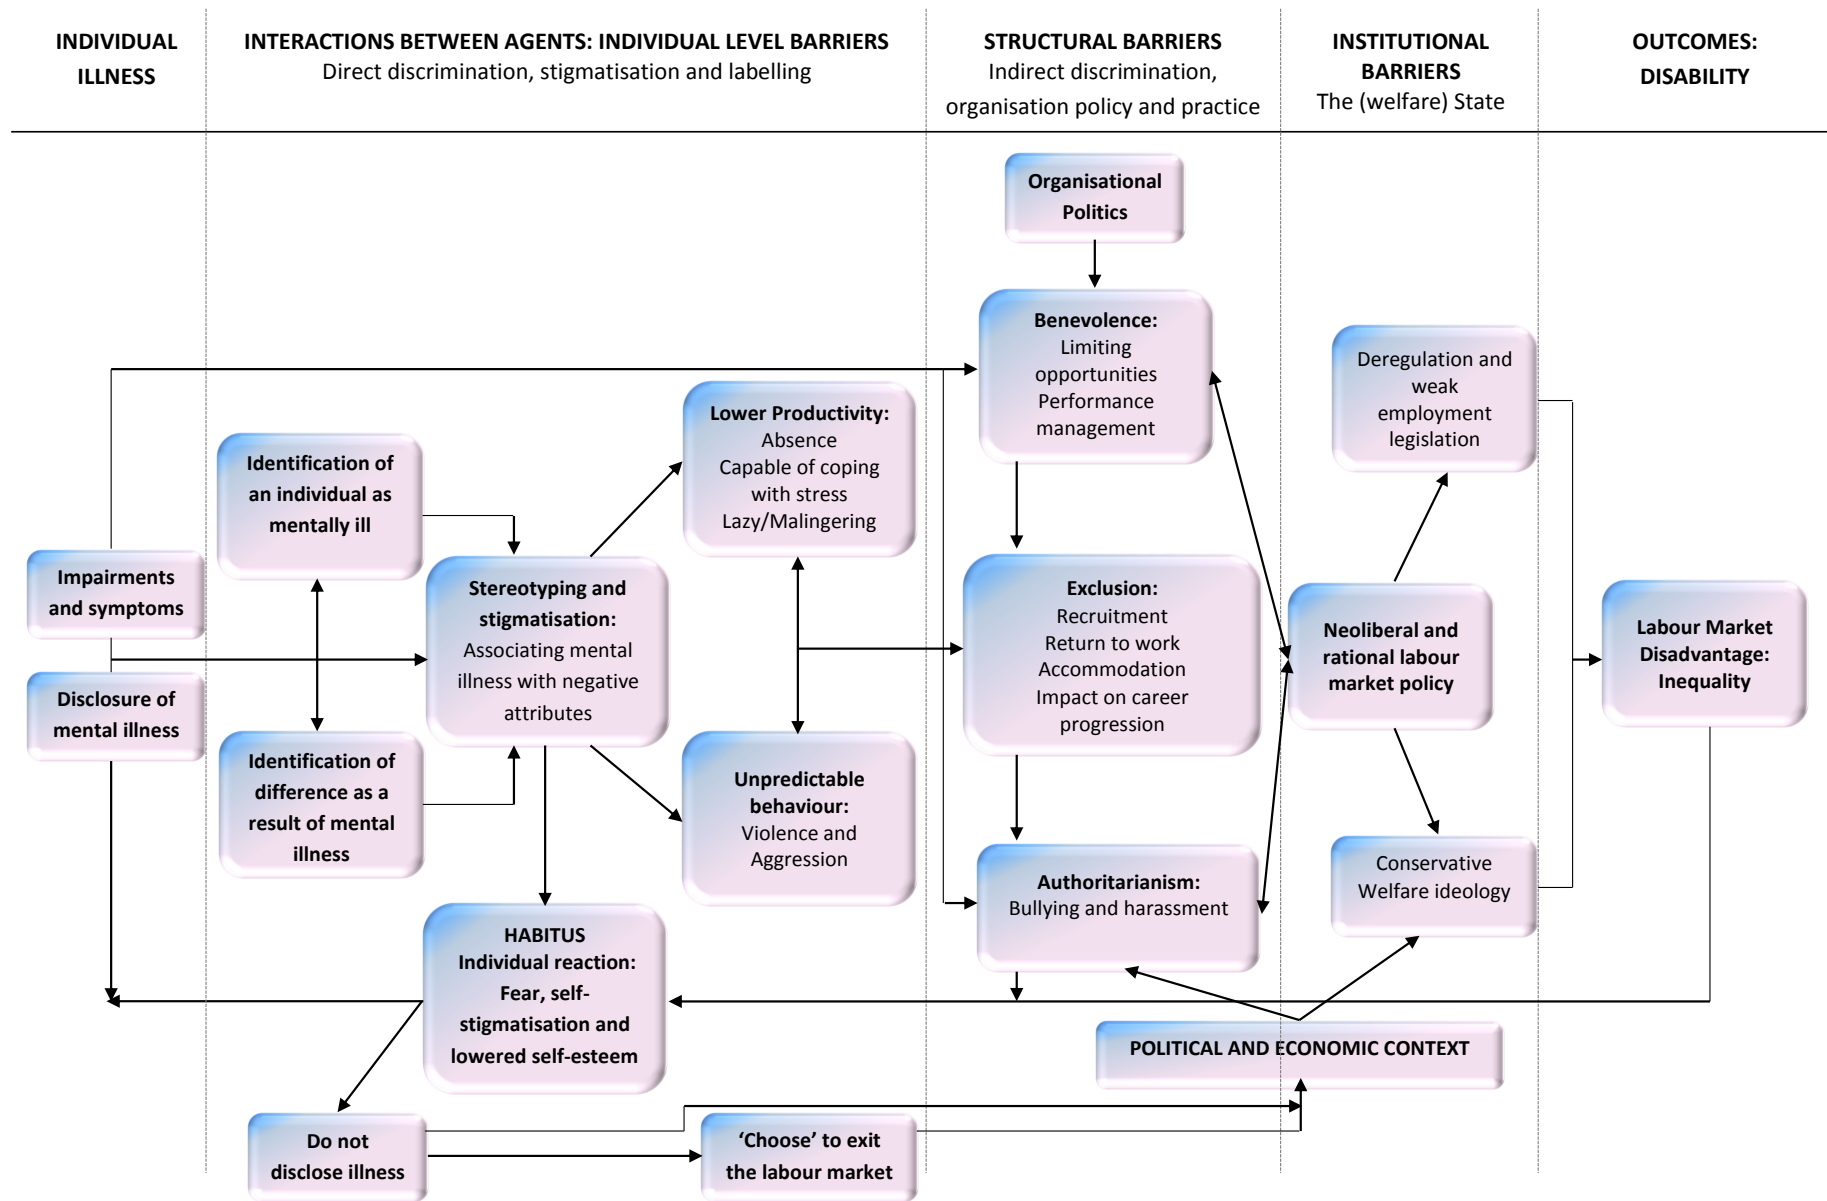 INDIVIDUAL
ILLNESS
INTERACTIONS BETWEEN AGENTS: INDIVIDUAL LEVEL BARRIERS
Direct discrimination, stigmatisation and labelling
STRUCTURAL BARRIERS
Indirect discrimination,
organisation policy and practice
INSTITUTIONAL
BARRIERS
The (welfare) State
OUTCOMES:
DISABILITY
Impairments
and symptoms
Disclosure of
mental illness
Identification of
an individual as
mentally ill
Identification of
difference as a
result of mental
illness
Stereotyping and
stigmatisation:
Associating mental
illness with negative
attributes
HABITUS
Individual reaction:
Fear, self-
stigmatisation and
lowered self-esteem
Do not
disclose illness
Lower Productivity:
Absence
Capable of coping
with stress
Lazy/Malingering
Unpredictable
behaviour:
Violence and
Aggression
‘Choose’ to exit
the labour market
Organisational
Politics
Benevolence:
Limiting
opportunities
Performance
management
Exclusion:
Recruitment
Return to work
Accommodation
Impact on career
progression
Authoritarianism:
Bullying and harassment
POLITICAL AND ECONOMIC CONTEXT
Deregulation and
weak
employment
legislation
Neoliberal and
rational labour
market policy
Conservative
Welfare ideology
Labour Market
Disadvantage:
Inequality